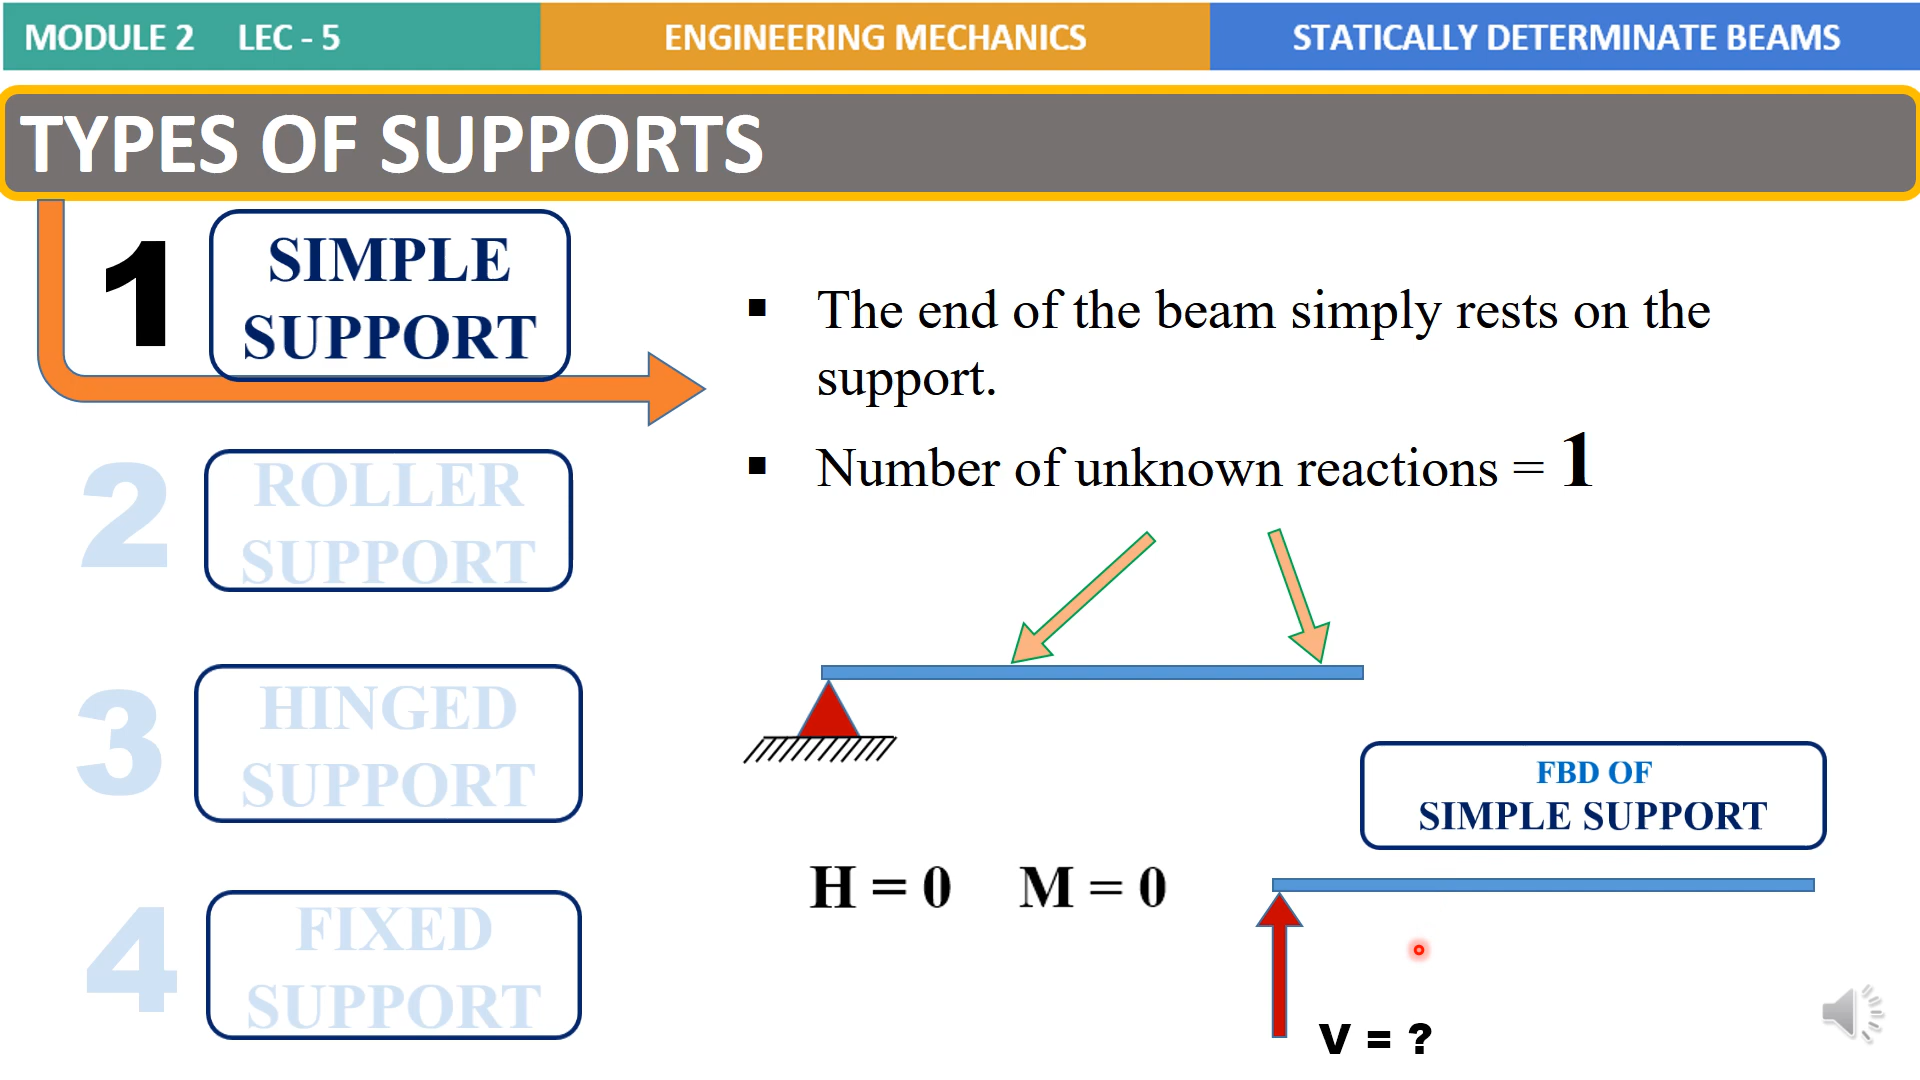 MODULE 2 LEC - 5
ENGINEERING MECHANICS
STATICALLY DETERMINATE BEAMS
TYPES OF SUPPORTS
1
SIMPLE
SUPPORT
2
ROLLER
SUPPORT
3
HINGED
SUPPORT
4
FIXED
SUPPORT
▪ The end of the beam simply rests on the
support.
▪ Number of unknown reactions = 1
H = 0 M = 0
FBD OF
SIMPLE SUPPORT
V = ?